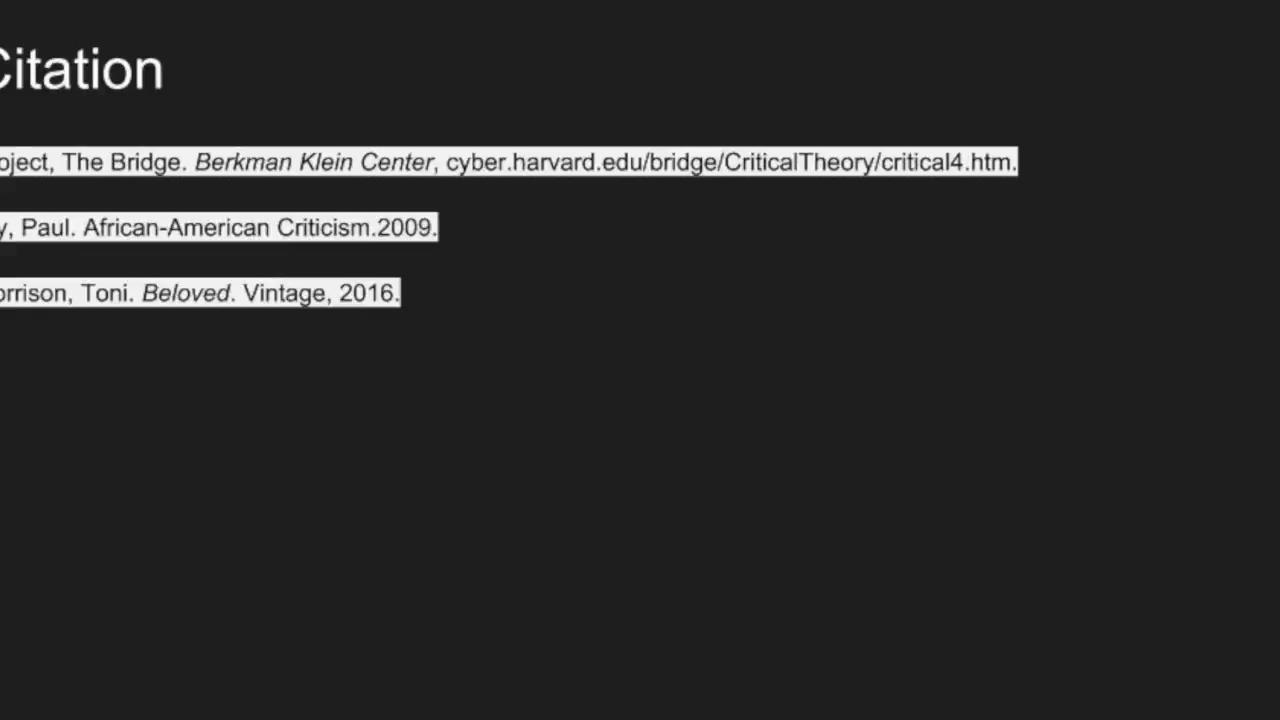 Citation
oject, The Bridge. Berkman Klein Center, cyber.harvard.edu/bridge/CriticalTheory/critical4.htm.
y, Paul. African-American Criticism.2009.
orrison, Toni. Beloved. Vintage, 2016.